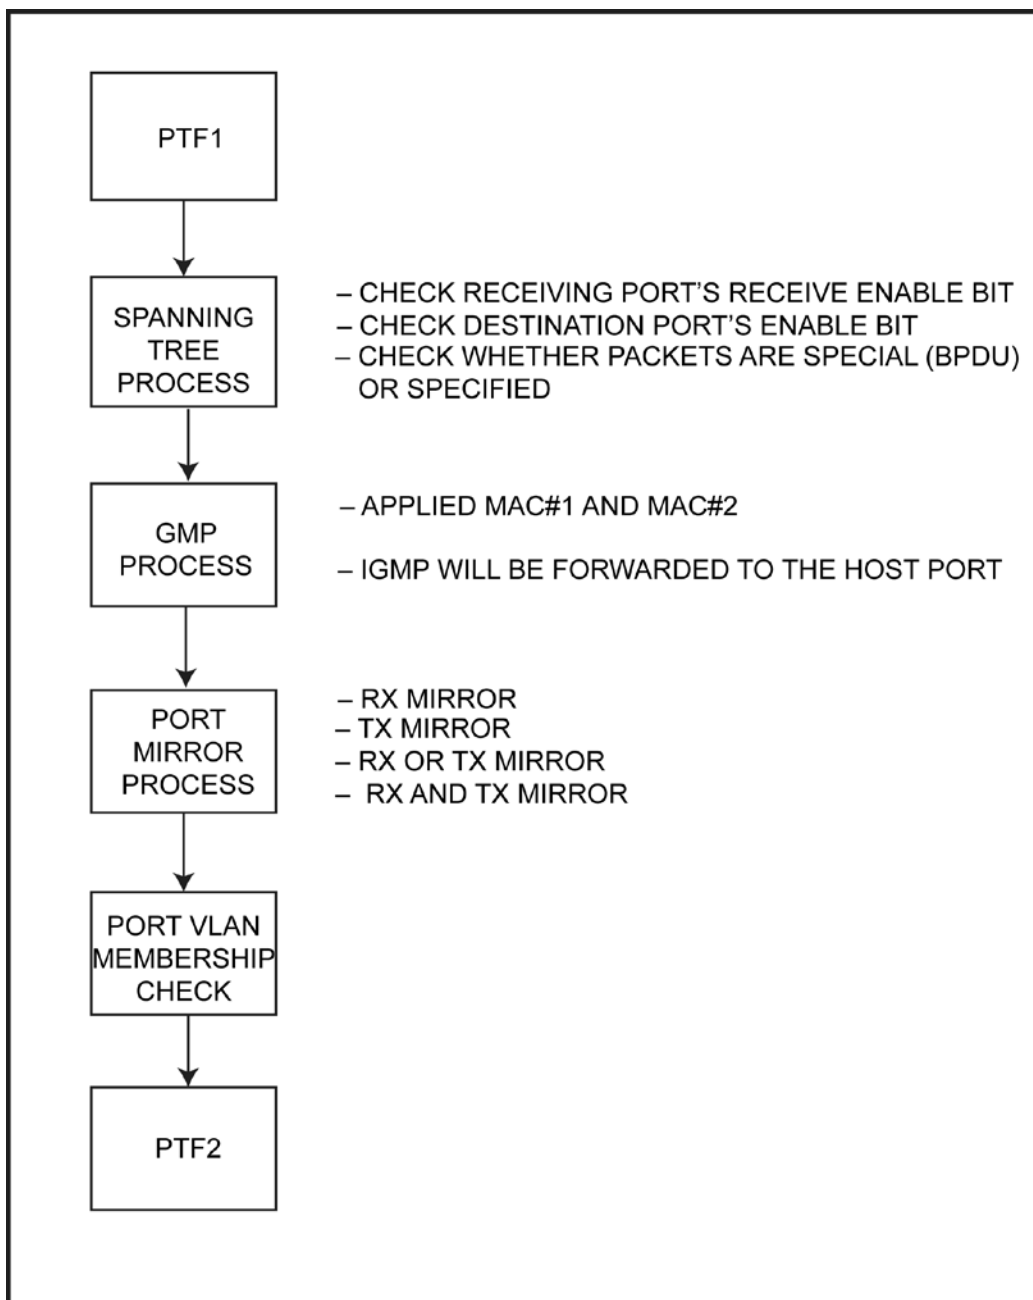 PTF1
SPANNING
TREE
PROCESS
– CHECK RECEIVING PORT’S RECEIVE ENABLE BIT
– CHECK DESTINATION PORT’S ENABLE BIT
– CHECK WHETHER PACKETS ARE SPECIAL (BPDU)
OR SPECIFIED
GMP
PROCESS
– APPLIED MAC#1 AND MAC#2
– IGMP WILL BE FORWARDED TO THE HOST PORT
PORT
MIRROR
PROCESS
– RX MIRROR
– TX MIRROR
– RX OR TX MIRROR
– RX AND TX MIRROR
PORT VLAN
MEMBERSHIP
CHECK
PTF2